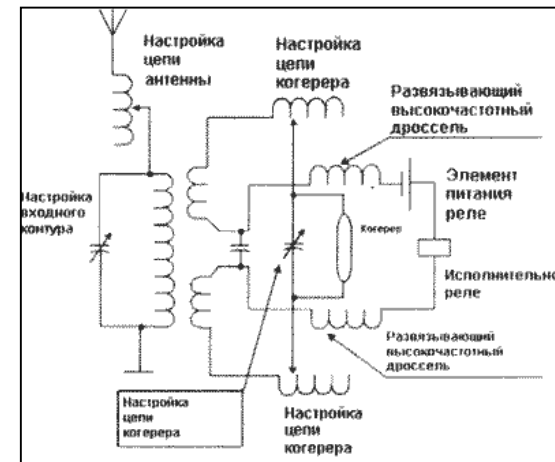 Настройка
цепи
антенны
Настройка
цепи
когерера
Развязывающий
высокочастотный
дроссель
Элемент
питания
реле
Настройка
входного
контура
Когерер
Исполнительно
реле
Развязывающий
высокочастотный
дроссель
Настройка
цепи
когерера
Настройка
цепи
когерера